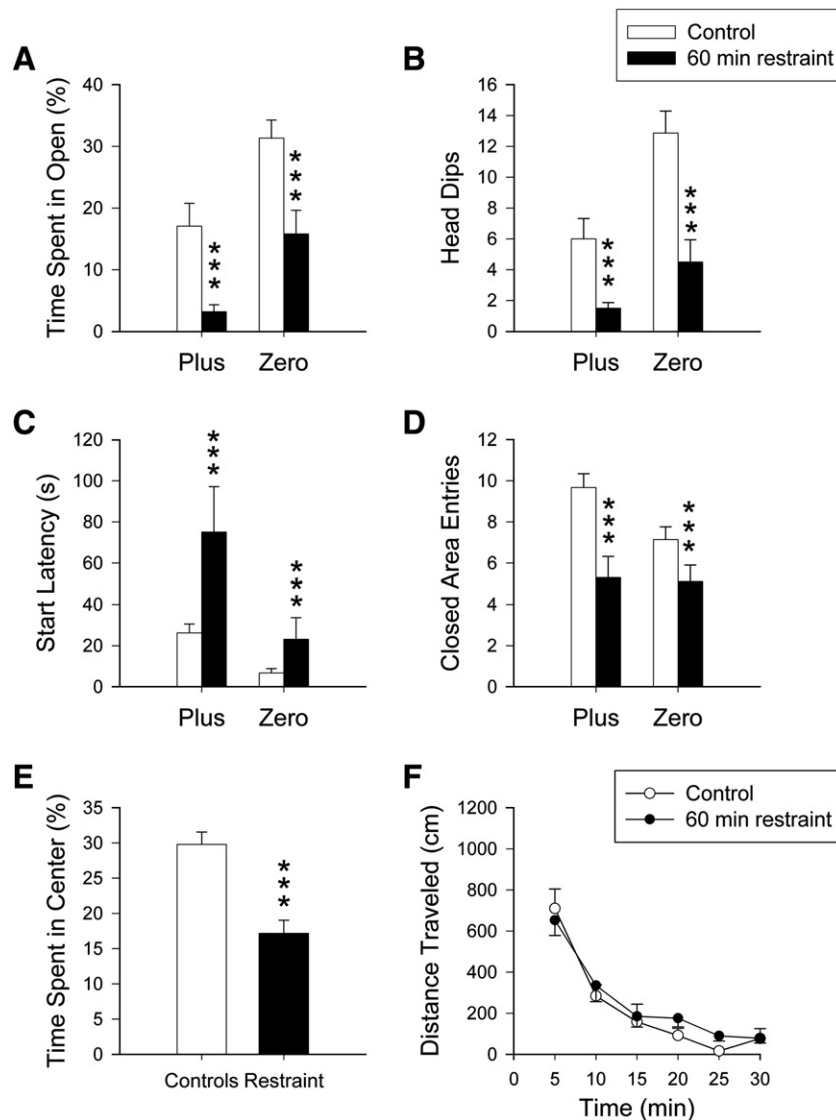 Control
60 min restraint
A
Time Spent in Open (%)
40
30
20
10
0
***
***
Plus Zero
B
Head Dips
16
14
12
10
8
6
4
2
0
***
***
Plus Zero
C
Start Latency (s)
120
100
80
60
40
20
0
***
***
Plus Zero
D
Closed Area Entries
12
10
8
6
4
2
0
***
***
Plus Zero
E
Time Spent in Center (%)
35
30
25
20
15
10
5
0
***
Controls Restraint
F
Control
60 min restraint
Distance Traveled (cm)
1200
1000
800
600
400
200
0
0 5 10 15 20 25 30
Time (min)